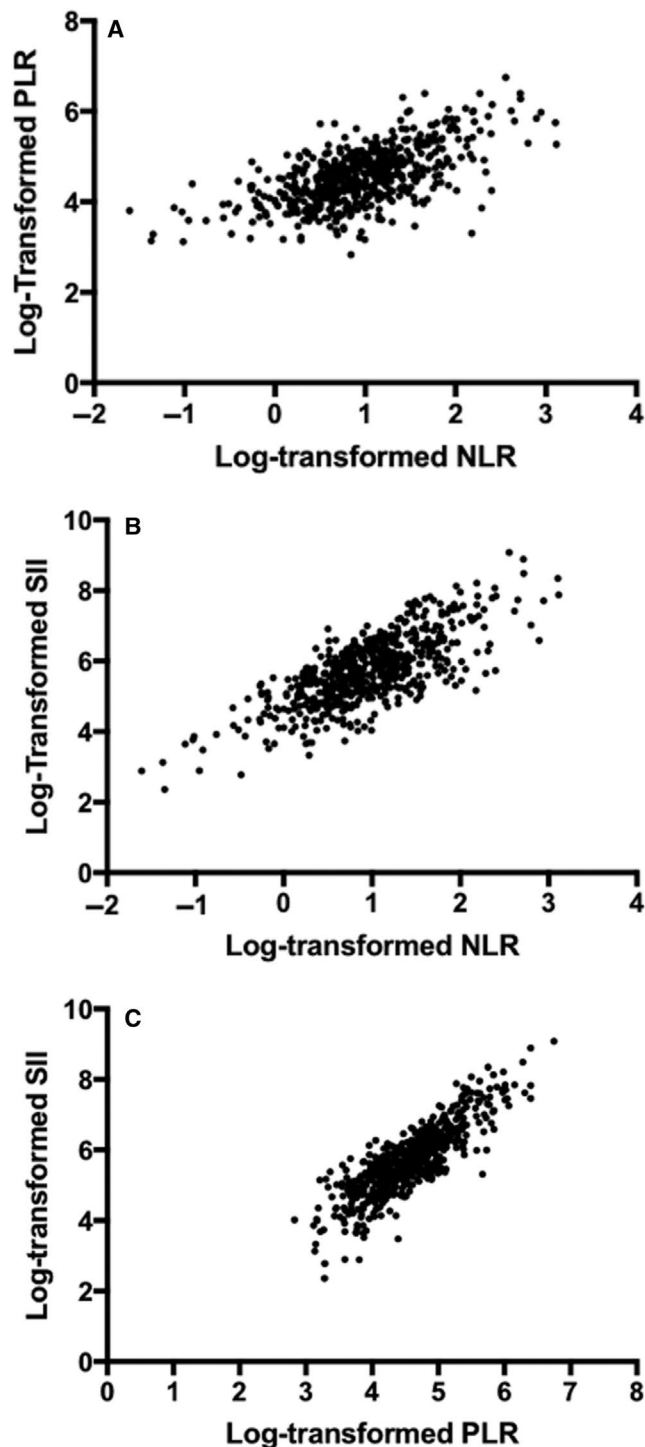 A
Log-Transformed PLR
8
6
4
2
0
–2 –1 0 1 2 3 4
Log-transformed NLR
B
Log-Transformed SII
10
8
6
4
2
0
–2 –1 0 1 2 3 4
Log-transformed NLR
C
Log-transformed SII
10
8
6
4
2
0
0 1 2 3 4 5 6 7 8
Log-transformed PLR